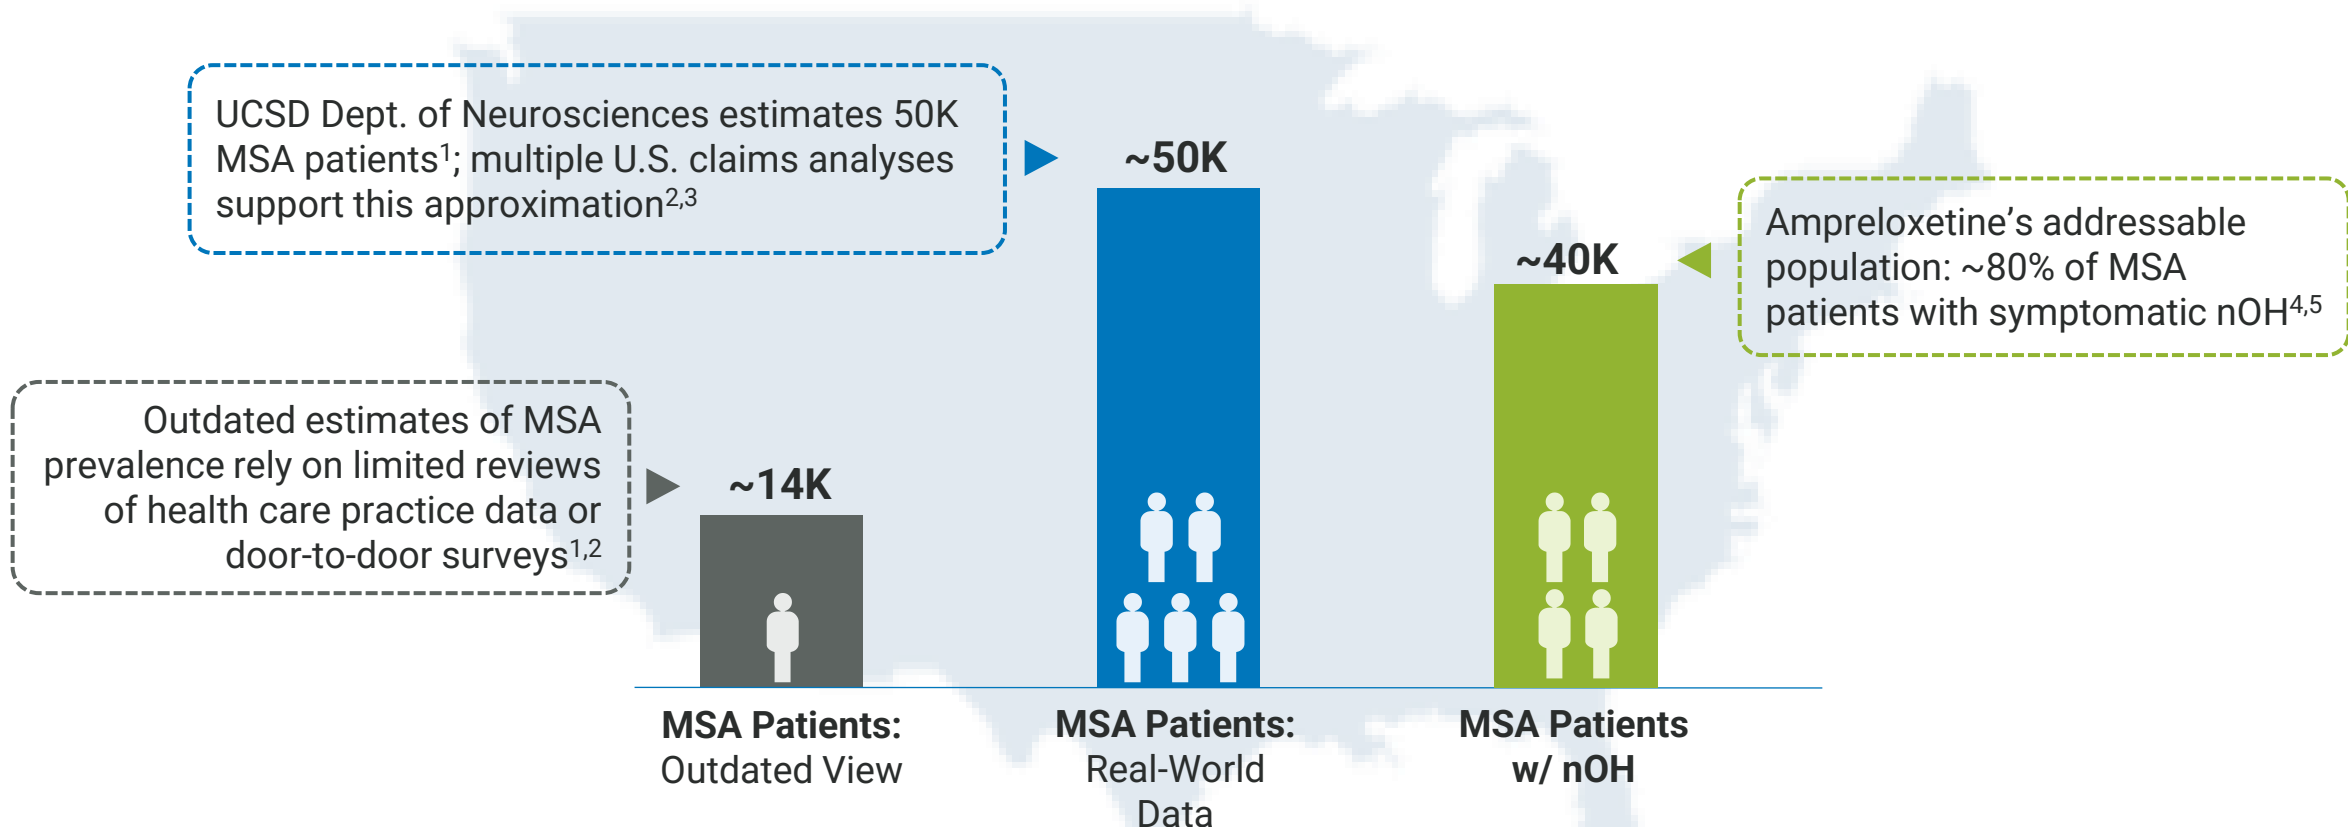 UCSD Dept. of Neurosciences estimates 50K
MSA patients¹; multiple U.S. claims analyses
support this approximation²,³
~50K
Ampreloxetine’s addressable
population: ~80% of MSA
patients with symptomatic nOH⁴,⁵
~40K
Outdated estimates of MSA
prevalence rely on limited reviews
of health care practice data or
door-to-door surveys¹,²
~14K
MSA Patients:
Outdated View
MSA Patients:
Real-World
Data
MSA Patients
w/ nOH